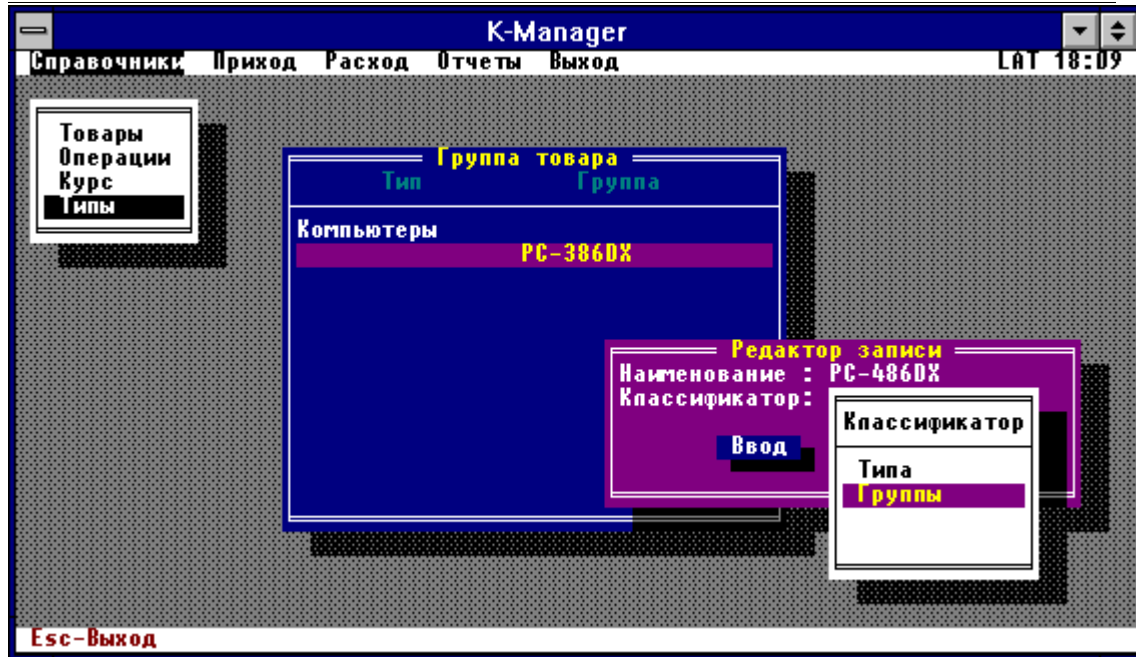 K-Manager
Справочники Приход Расход Отчеты Выход LAT 18:09
Товары
Операции
Курс
Типы
Группа товара
Тип Группа
Компьютеры
PC-386DX
Редактор записи
Наименование : PC-486DX
Классификатор:
Ввод
Классификатор
Типа
Группы
Esc-Выход